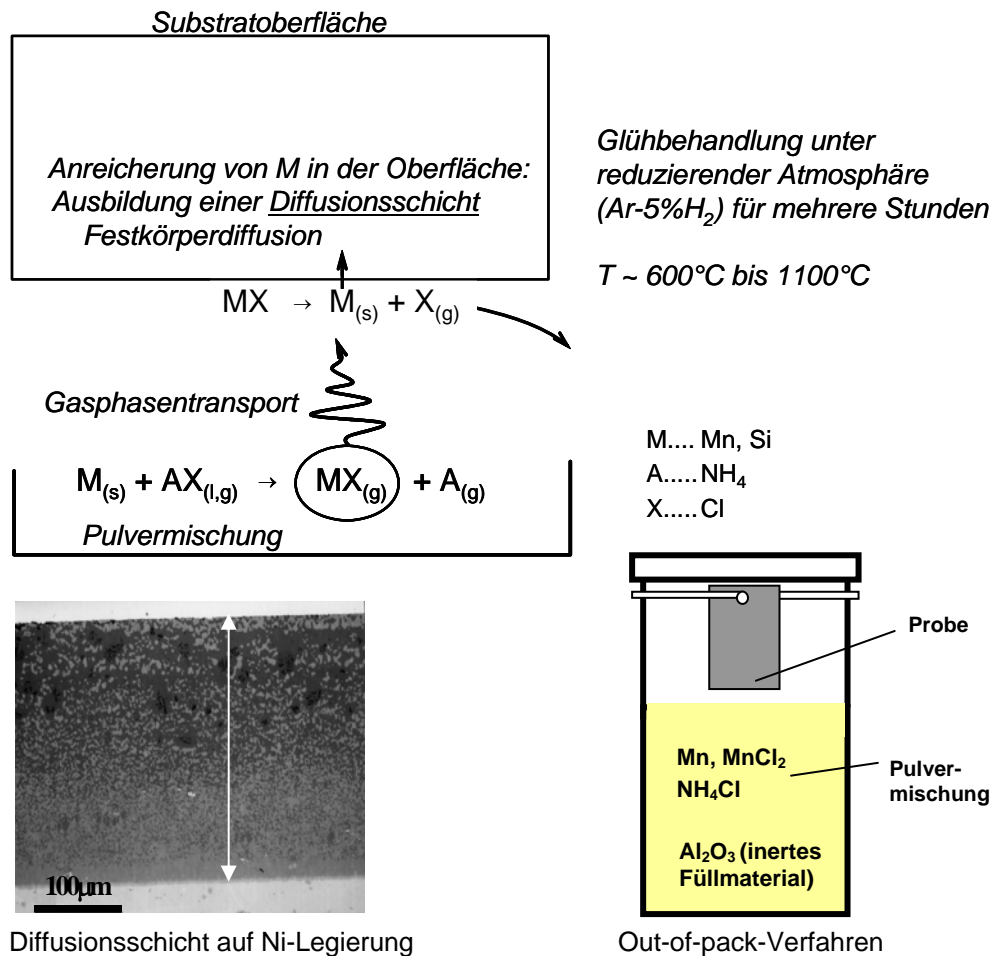 Substratoberfläche
Anreicherung von M in der Oberfläche:
Ausbildung einer Diffusionsschicht
Festkörperdiffusion
MX → M(s) + X(g)
Gasphasentransport
M(s) + AX(l,g) → MX(g) + A(g)
Pulvermischung
Glühbehandlung unter
reduzierender Atmosphäre
(Ar-5%H2) für mehrere Stunden
T ~ 600°C bis 1100°C
M.... Mn, Si
A.....NH4
X.....Cl
100µm
Diffusionsschicht auf Ni-Legierung
Probe
Mn, MnCl2
NH4Cl
Pulver-
mischung
Al2O3 (inertes
Füllmaterial)
Out-of-pack-Verfahren